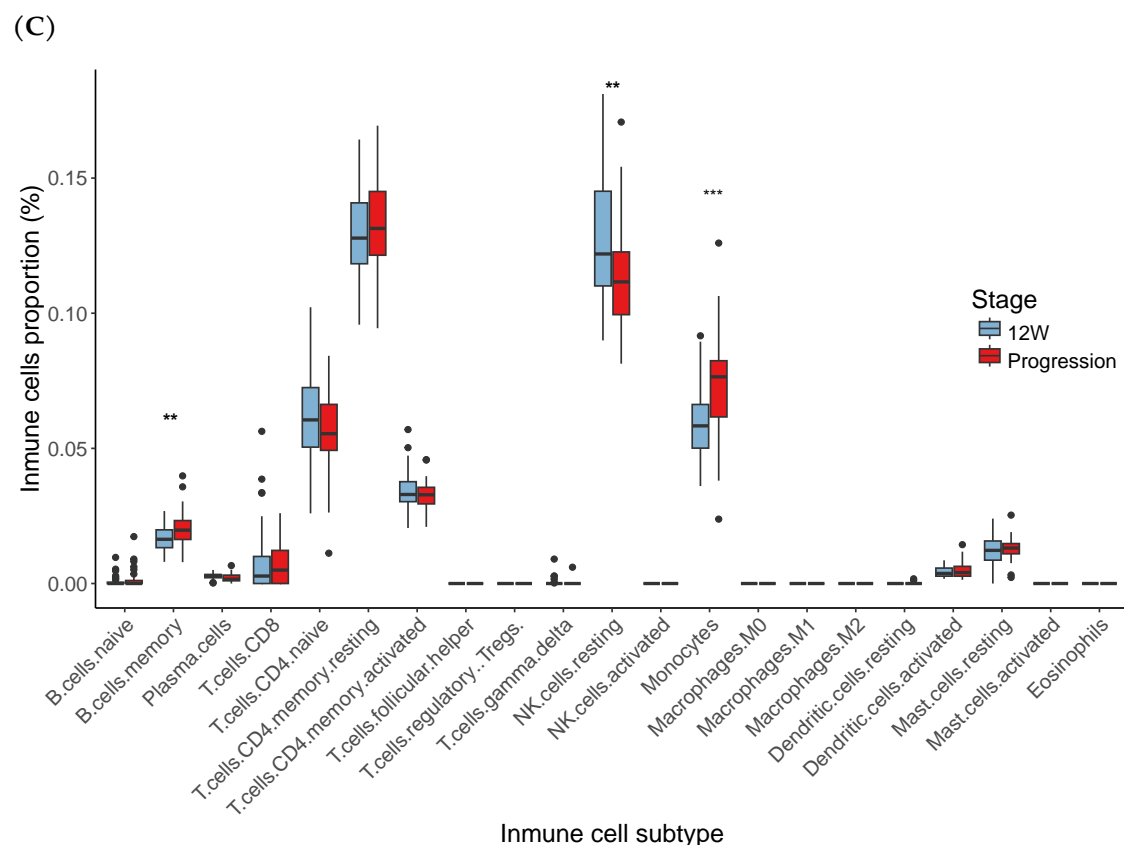 (C)
Inmune cells proportion (%)
0.15
0.10
0.05
0.00
**
**
***
Stage
12W
Progression
B.cells.naive
B.cells.memory
Plasma.cells
T.cells.CD8
T.cells.CD4.naive
T.cells.CD4.memory.resting
T.cells.CD4.memory.activated
T.cells.follicular.helper
T.cells.regulatory..Tregs.
T.cells.gamma.delta
NK.cells.resting
NK.cells.activated
Monocytes
Macrophages.M0
Macrophages.M1
Macrophages.M2
Dendritic.cells.resting
Dendritic.cells.activated
Mast.cells.resting
Mast.cells.activated
Eosinophils
Inmune cell subtype